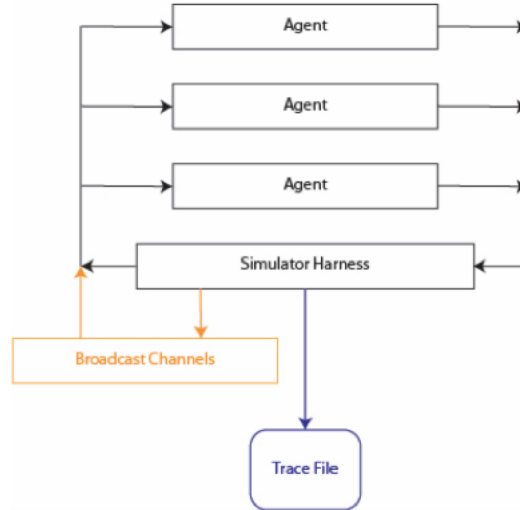 Agent
Agent
Agent
Simulator Harness
Broadcast Channels
Trace File